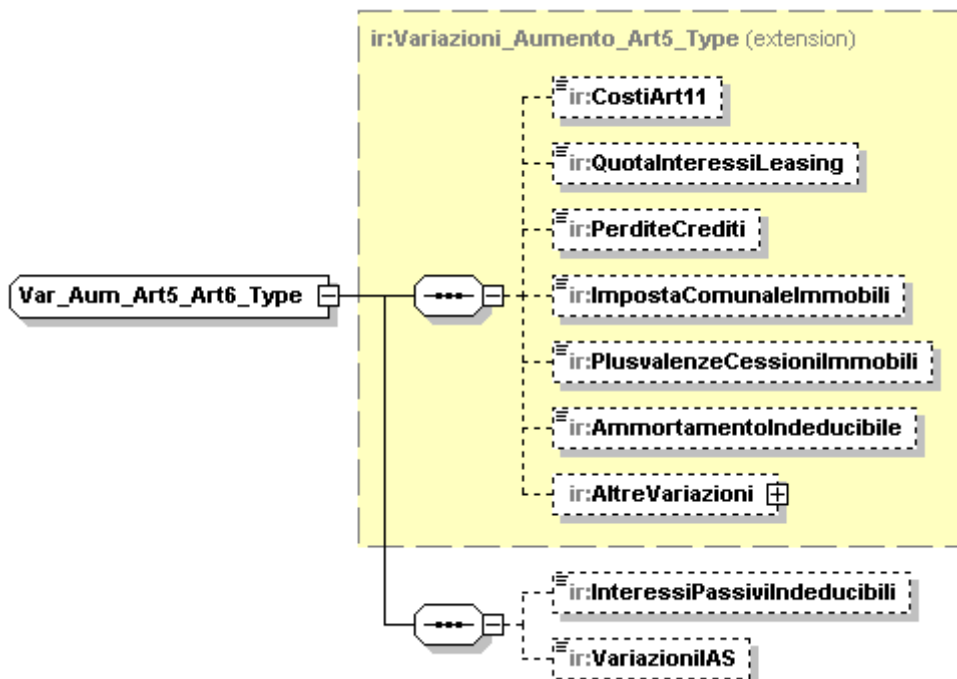 ir:Variazioni_Aumento_Art5_Type (extension)
ir:CostiArt11
ir:QuotaInteressiLeasing
ir:PerditeCrediti
Var_Aum_Art5_Art6_Type
ir:ImpostaComunaleImmobili
ir:PlusvalenzeCessioniImmobili
ir:AmmortamentoIndeducibile
ir:AltreVariazioni
ir:InteressiPassiviIndeducibili
ir:VariazioniIAS